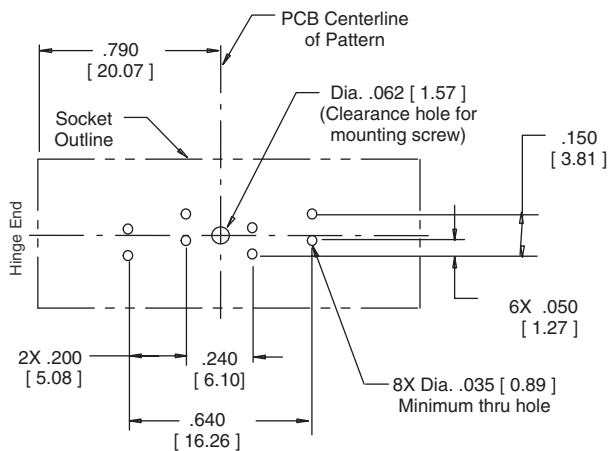 PCB Centerline
of Pattern
.790
[ 20.07 ]
Dia. .062 [ 1.57 ]
(Clearance hole for
mounting screw)
Socket
Outline
.150
[ 3.81 ]
Hinge End
6X .050
[ 1.27 ]
2X .200
[ 5.08 ]
.240
[ 6.10 ]
8X Dia. .035 [ 0.89 ]
Minimum thru hole
.640
[ 16.26 ]